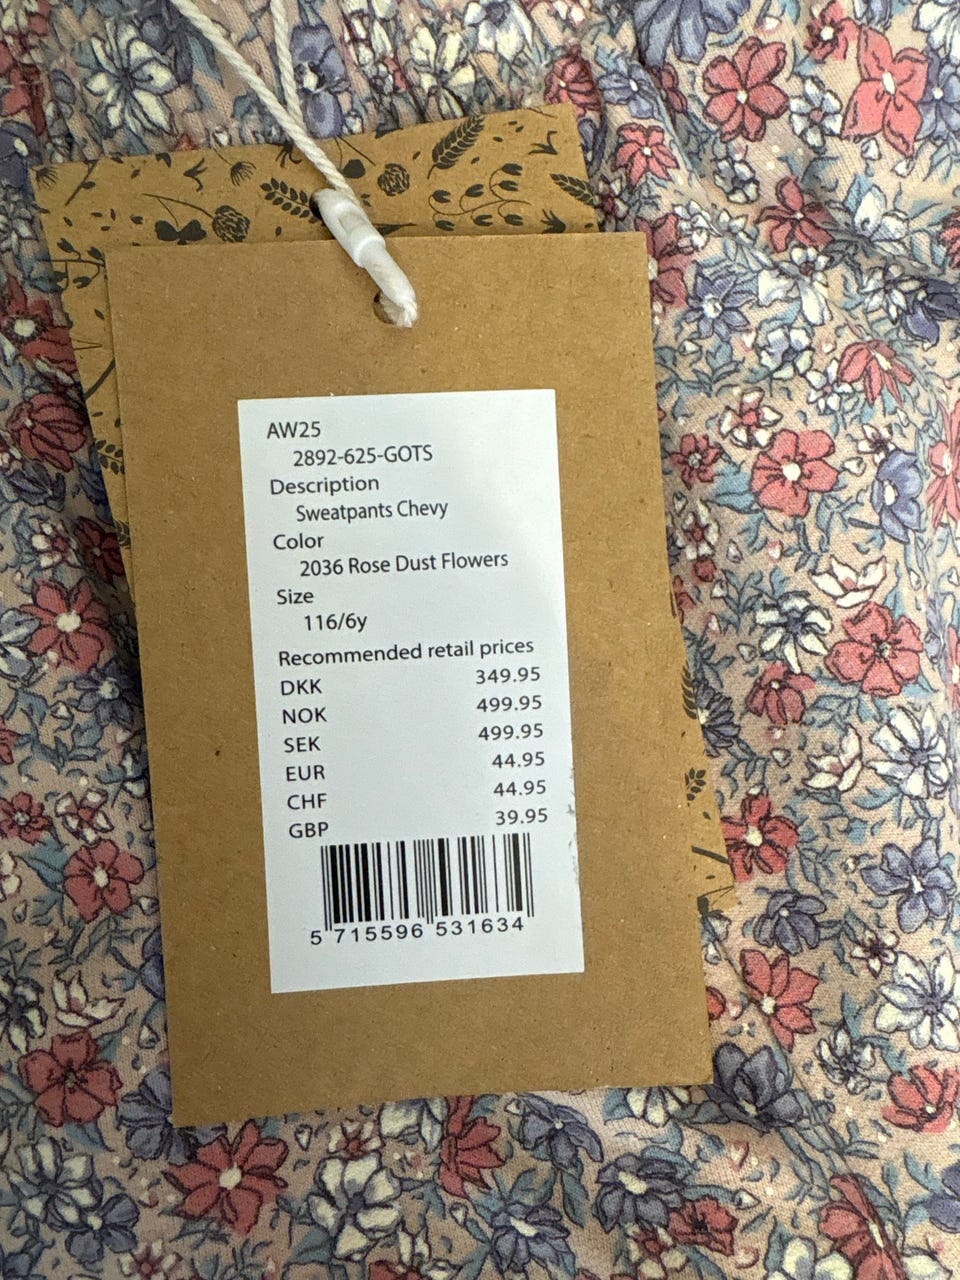 AW25
2892-625-GOTS
Description
Sweatpants Chevy
Color
2036 Rose Dust Flowers
Size
116/6y
Recommended retail prices
DKK 349.95
NOK 499.95
SEK 499.95
EUR 44.95
CHF 44.95
GBP 39.95
5 715596 531634